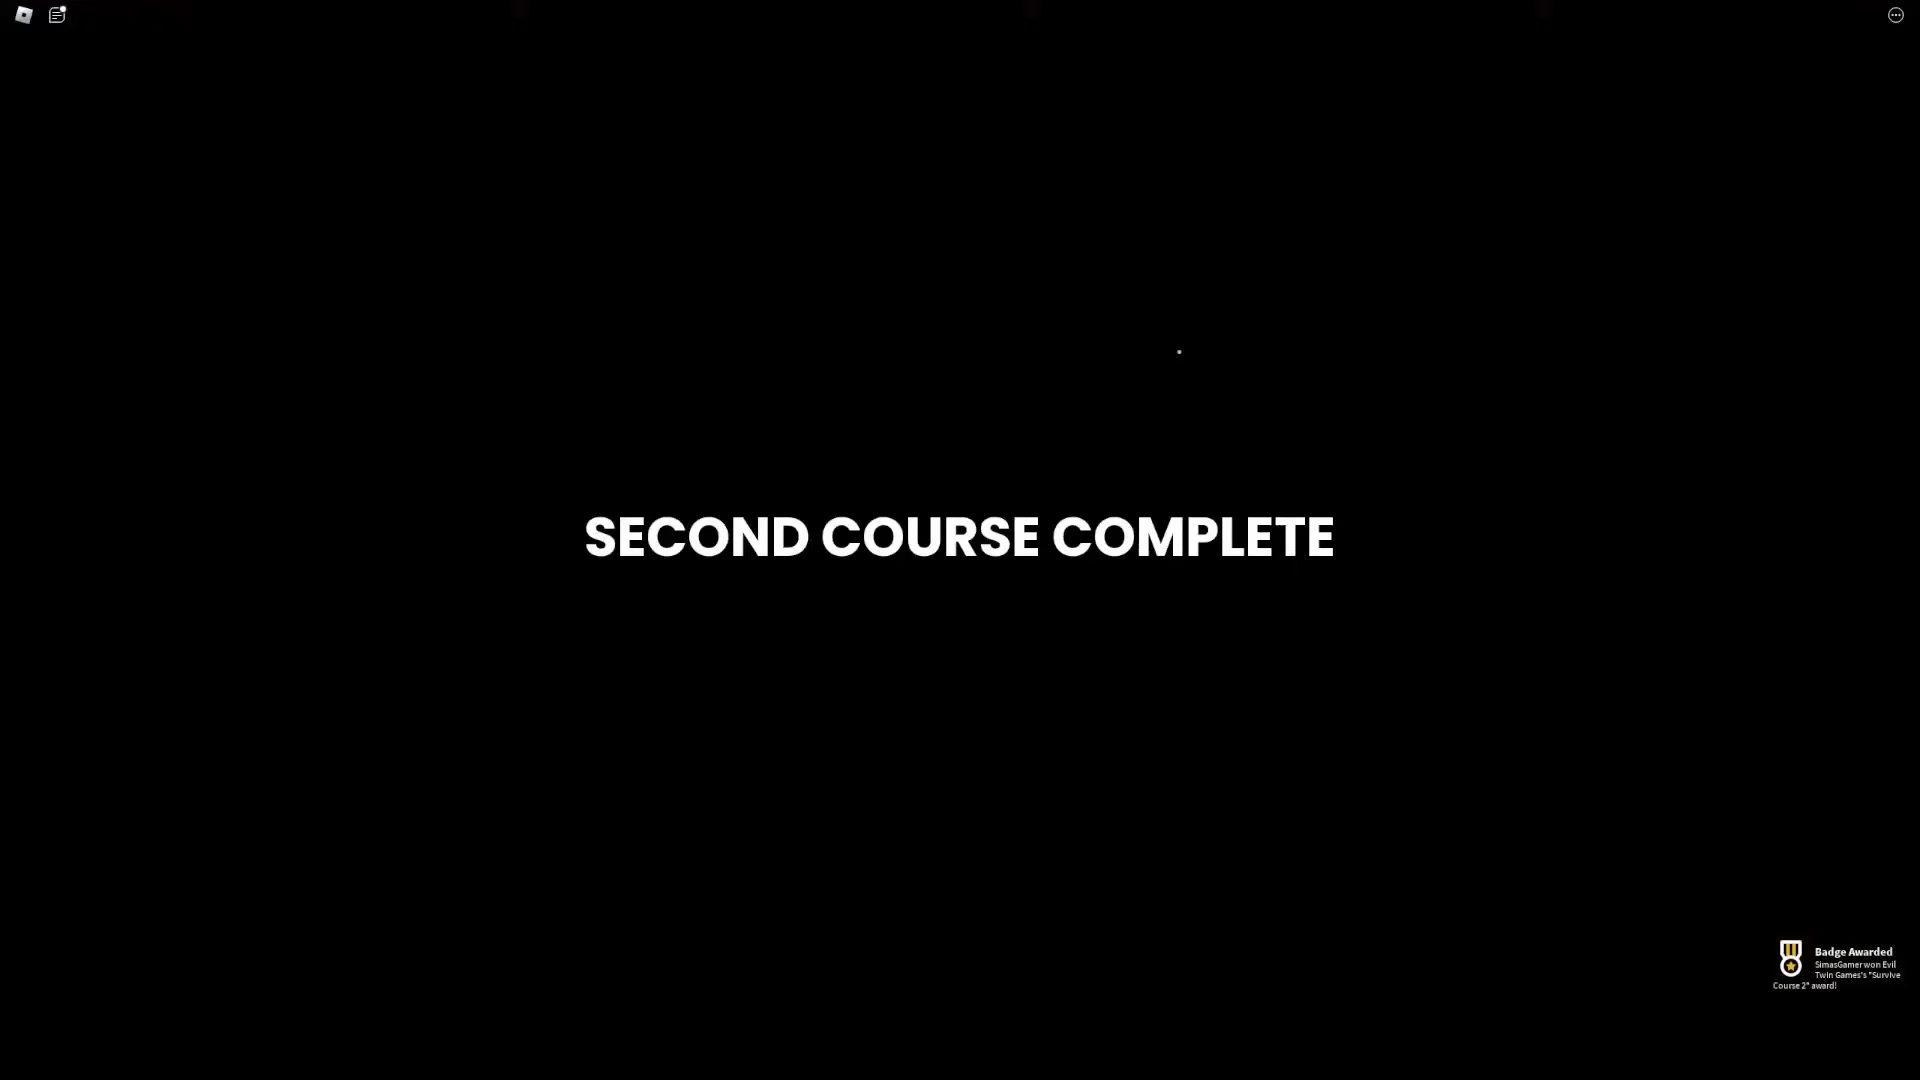 SECOND COURSE COMPLETE
Badge Awarded
SimasGamer won Evil
Twin Games's "Survive
Course 2" award!